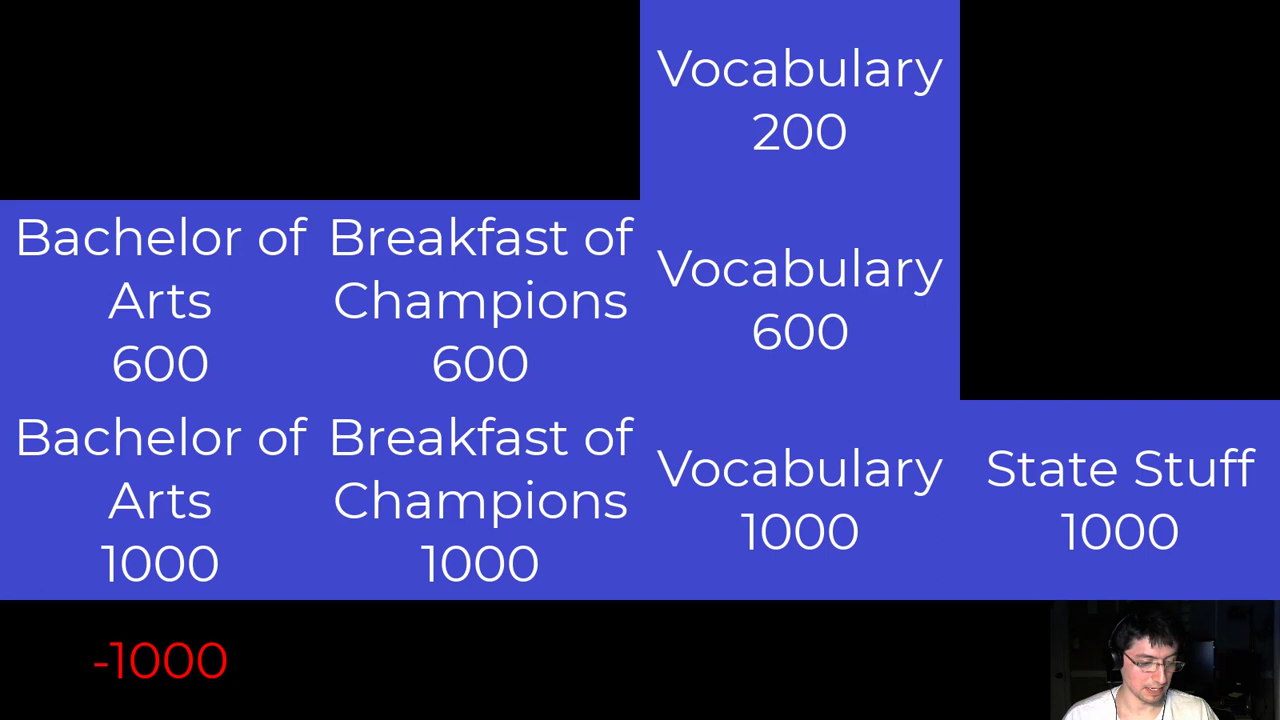 Vocabulary
200
Bachelor of
Arts
600
Breakfast of
Champions
600
Vocabulary
600
Bachelor of
Arts
1000
Breakfast of
Champions
1000
Vocabulary
1000
State Stuff
1000
-1000